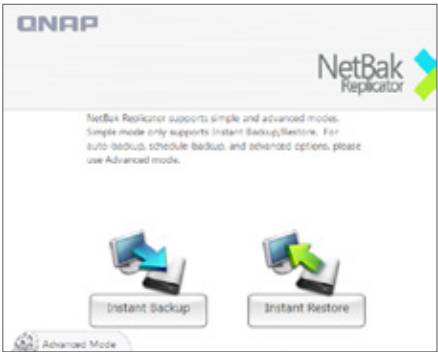 QNAP
NetBak
Replicator
NetBak Replicator supports simple and advanced modes.
Simple mode only supports Instant Backup/Restore. For
auto-backup, schedule-backup, and advanced options, please
use Advanced mode.
Instant Backup
Instant Restore
Advanced Mode